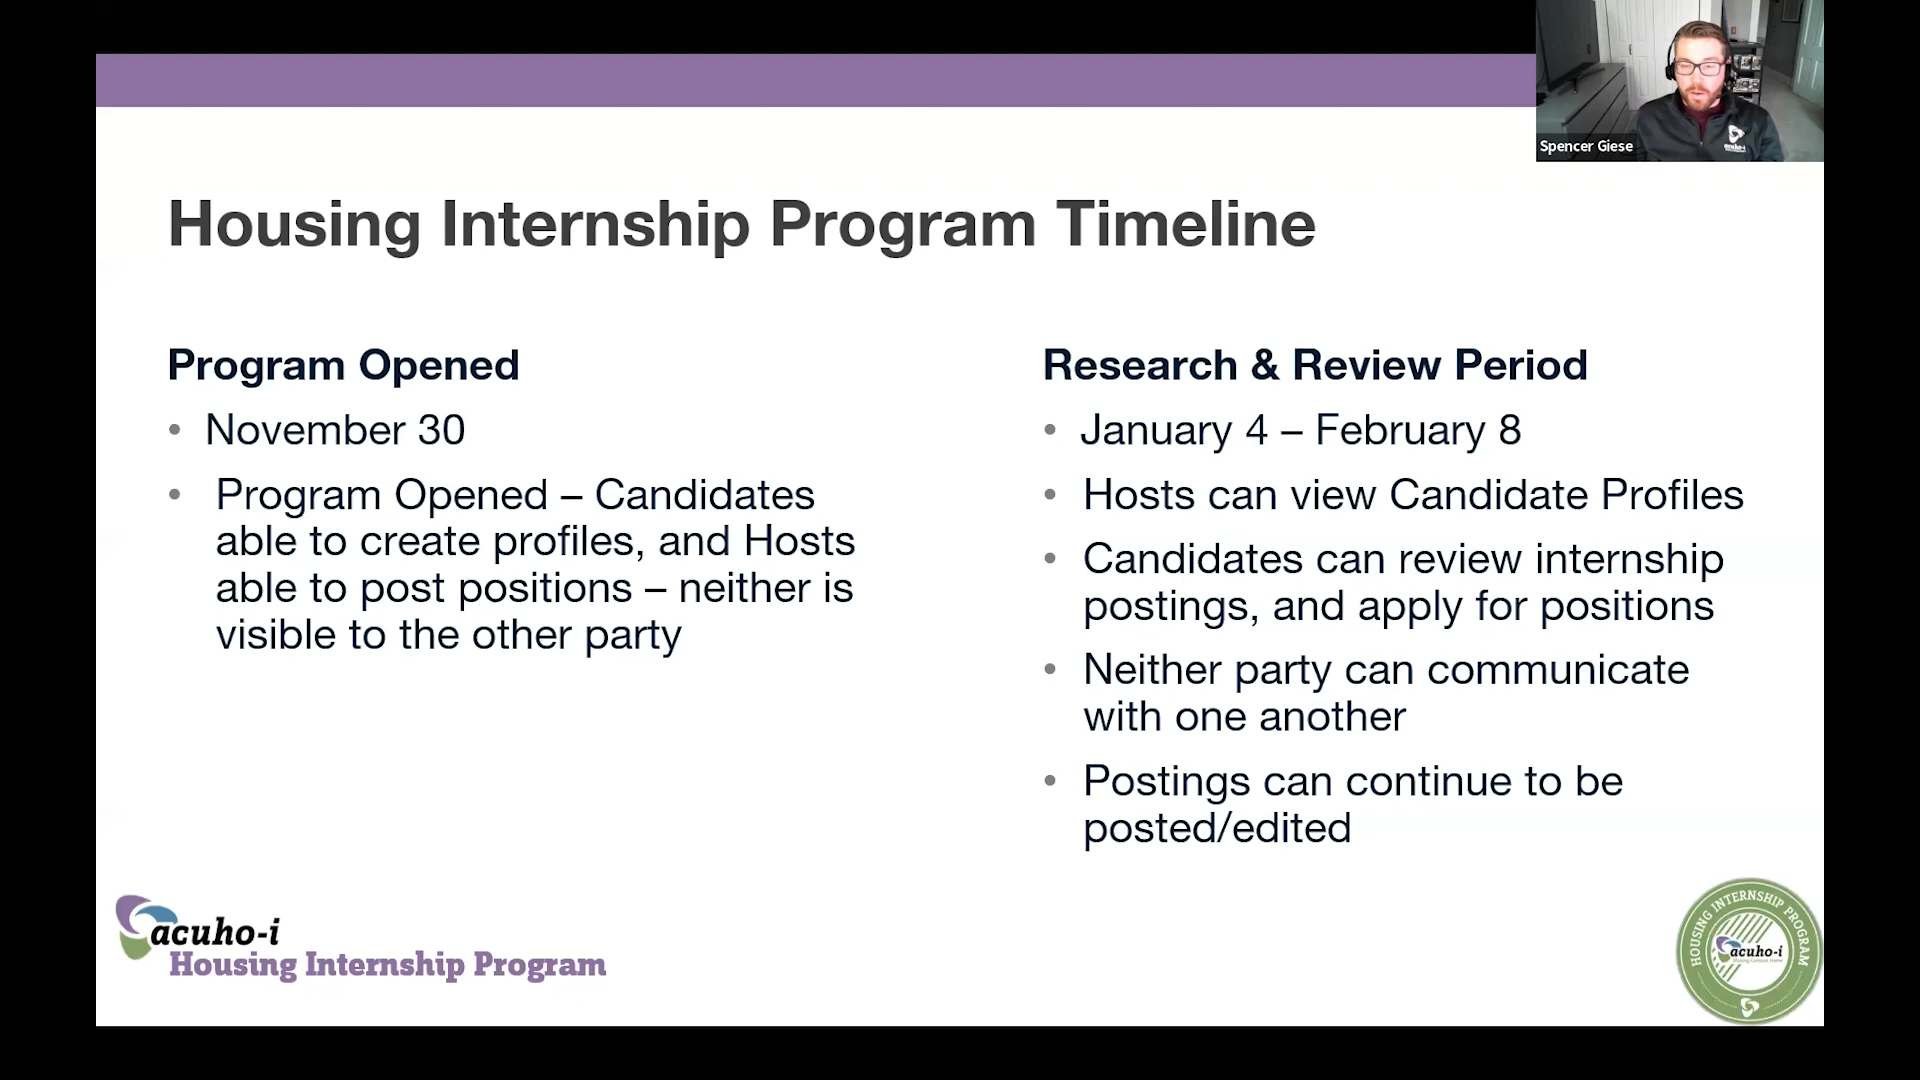 Spencer Giese
acuho-i
Housing Internship Program Timeline
Program Opened
• November 30
• Program Opened – Candidates
able to create profiles, and Hosts
able to post positions – neither is
visible to the other party
Research & Review Period
• January 4 – February 8
• Hosts can view Candidate Profiles
• Candidates can review internship
postings, and apply for positions
• Neither party can communicate
with one another
• Postings can continue to be
posted/edited
acuho-i
Housing Internship Program
HOUSING INTERNSHIP PROGRAM
acuho-i